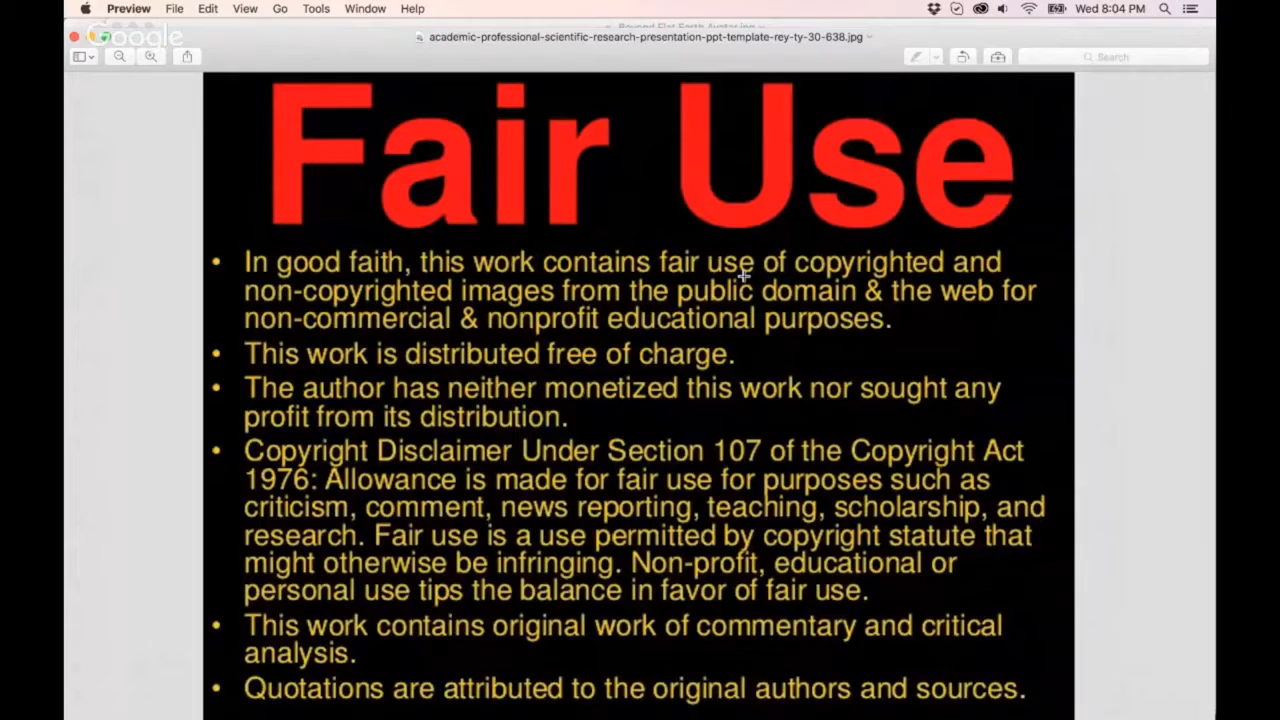 Preview File Edit View Go Tools Window Help Wed 8:04 PM
Beyond Flat Earth Avatar.jpg
Google
academic-professional-scientific-research-presentation-ppt-template-rey-ty-30-638.jpg
Search
Fair Use
• In good faith, this work contains fair use of copyrighted and
non-copyrighted images from the public domain & the web for
non-commercial & nonprofit educational purposes.
• This work is distributed free of charge.
• The author has neither monetized this work nor sought any
profit from its distribution.
• Copyright Disclaimer Under Section 107 of the Copyright Act
1976: Allowance is made for fair use for purposes such as
criticism, comment, news reporting, teaching, scholarship, and
research. Fair use is a use permitted by copyright statute that
might otherwise be infringing. Non-profit, educational or
personal use tips the balance in favor of fair use.
• This work contains original work of commentary and critical
analysis.
• Quotations are attributed to the original authors and sources.